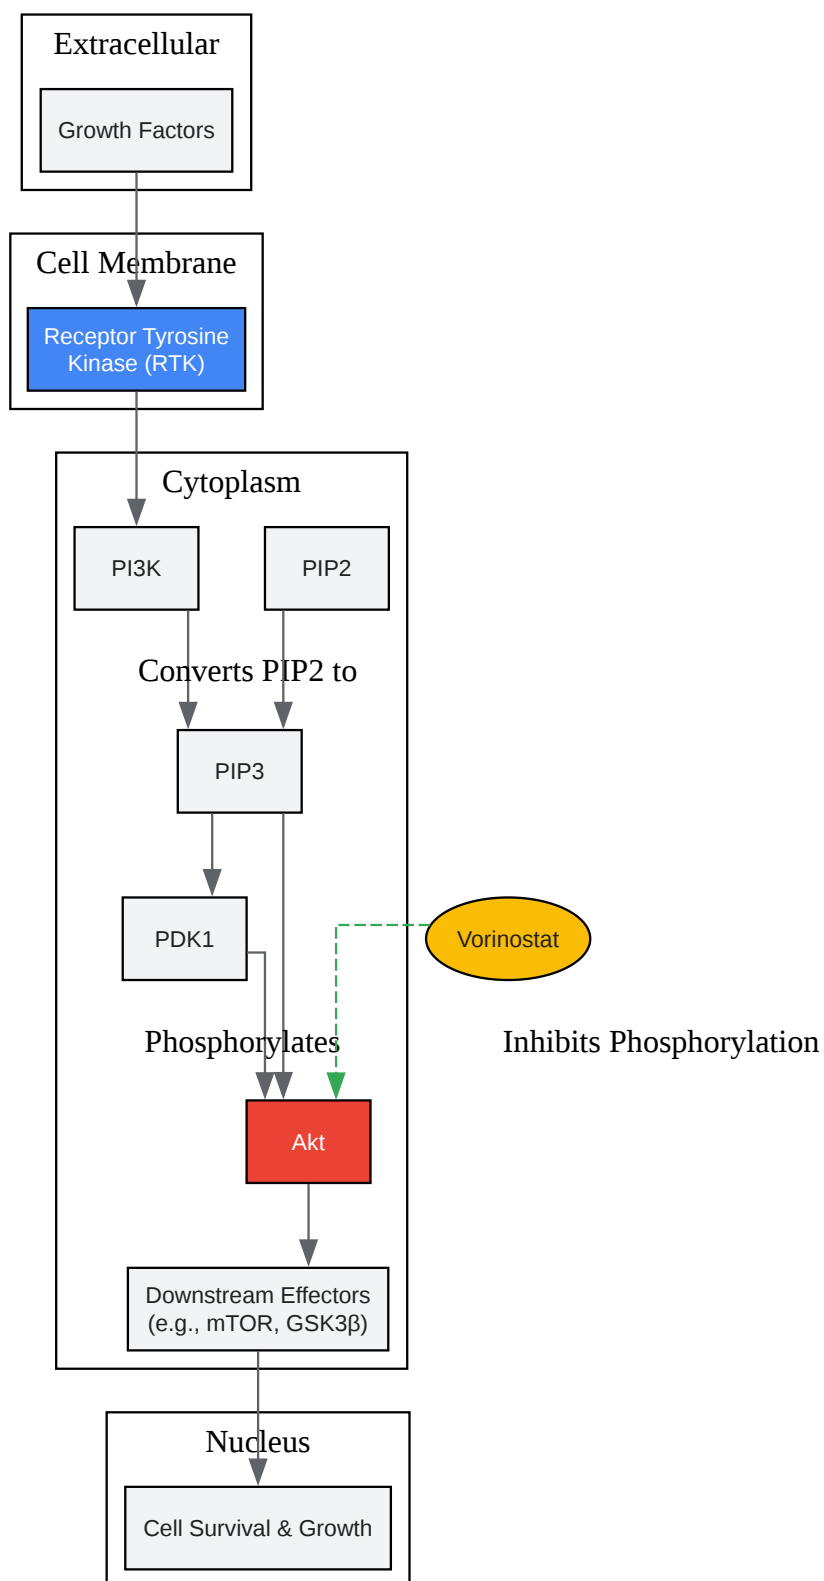 Extracellular
Growth Factors
Cell Membrane
Receptor Tyrosine
Kinase (RTK)
Cytoplasm
PI3K
PIP2
Converts PIP2 to
PIP3
PDK1
Vorinostat
Phosphorylates
Inhibits Phosphorylation
Akt
Downstream Effectors
(e.g., mTOR, GSK3β)
Nucleus
Cell Survival & Growth